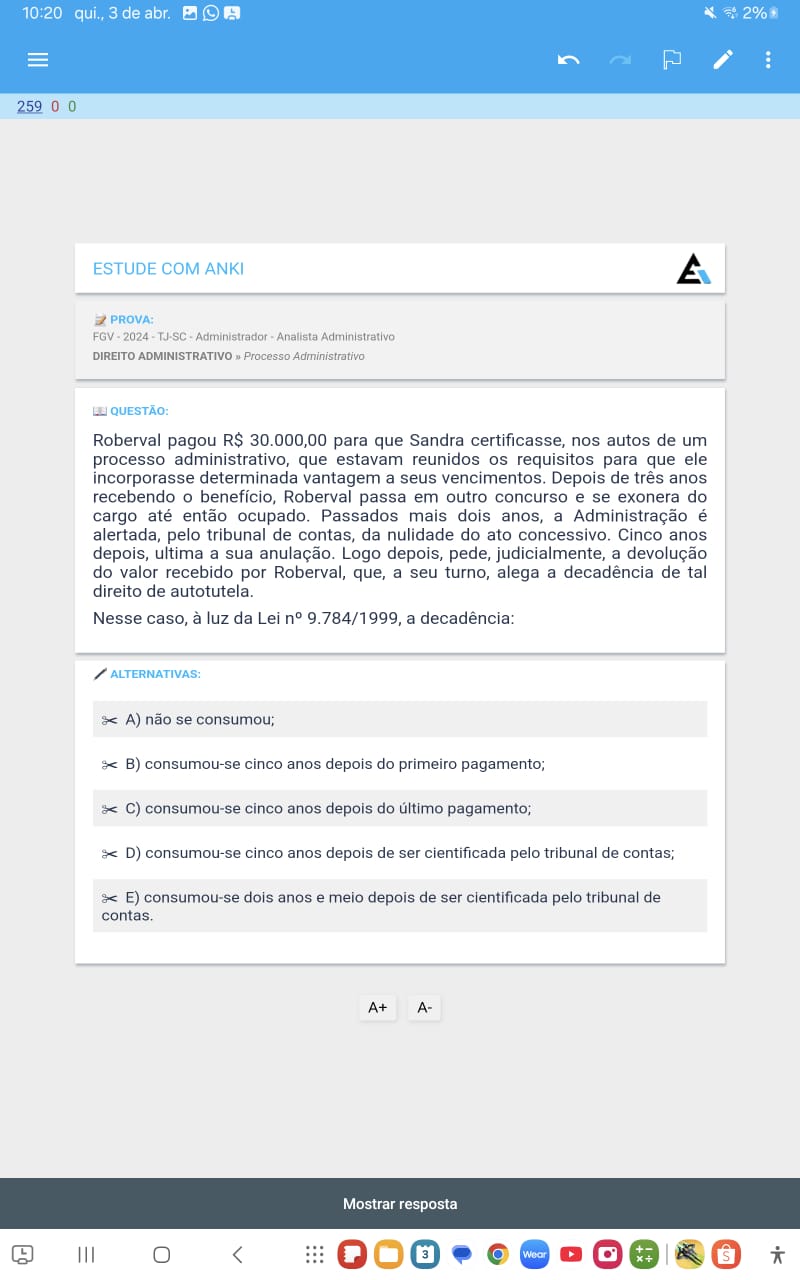 10:20 qui., 3 de abr. 2%
259 0 0
ESTUDE COM ANKI
PROVA:
FGV - 2024 - TJ-SC - Administrador - Analista Administrativo
DIREITO ADMINISTRATIVO » Processo Administrativo
QUESTÃO:
Roberval pagou R$ 30.000,00 para que Sandra certificasse, nos autos de um
processo administrativo, que estavam reunidos os requisitos para que ele
incorporasse determinada vantagem a seus vencimentos. Depois de três anos
recebendo o benefício, Roberval passa em outro concurso e se exonera do
cargo até então ocupado. Passados mais dois anos, a Administração é
alertada, pelo tribunal de contas, da nulidade do ato concessivo. Cinco anos
depois, ultima a sua anulação. Logo depois, pede, judicialmente, a devolução
do valor recebido por Roberval, que, a seu turno, alega a decadência de tal
direito de autotutela.
Nesse caso, à luz da Lei nº 9.784/1999, a decadência:
ALTERNATIVAS:
A) não se consumou;
B) consumou-se cinco anos depois do primeiro pagamento;
C) consumou-se cinco anos depois do último pagamento;
D) consumou-se cinco anos depois de ser cientificada pelo tribunal de contas;
E) consumou-se dois anos e meio depois de ser cientificada pelo tribunal de
contas.
A+ A-
Mostrar resposta
3 Wear